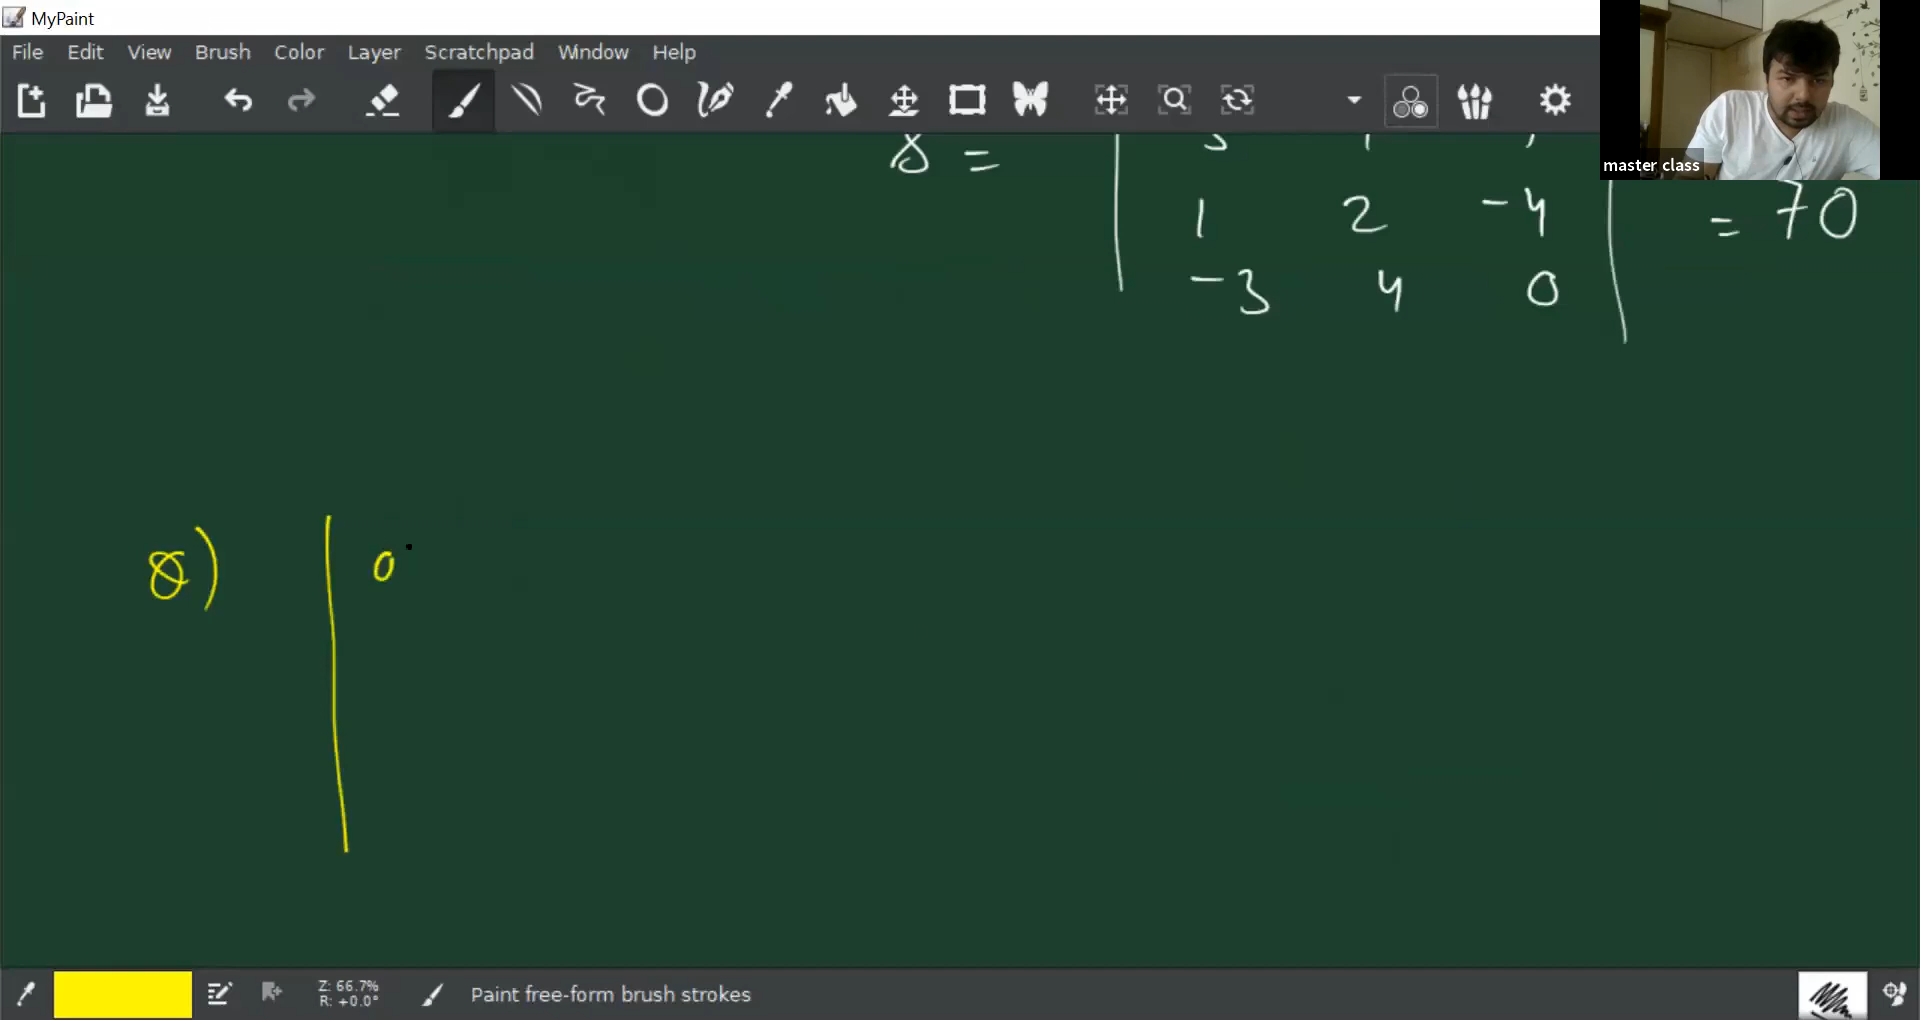 MyPaint
File Edit View Brush Color Layer Scratchpad Window Help
master class
8 =
1 2 -4 = 70
-3 4 0
8) 0
Z: 66.7%
R: +0.0°
Paint free-form brush strokes